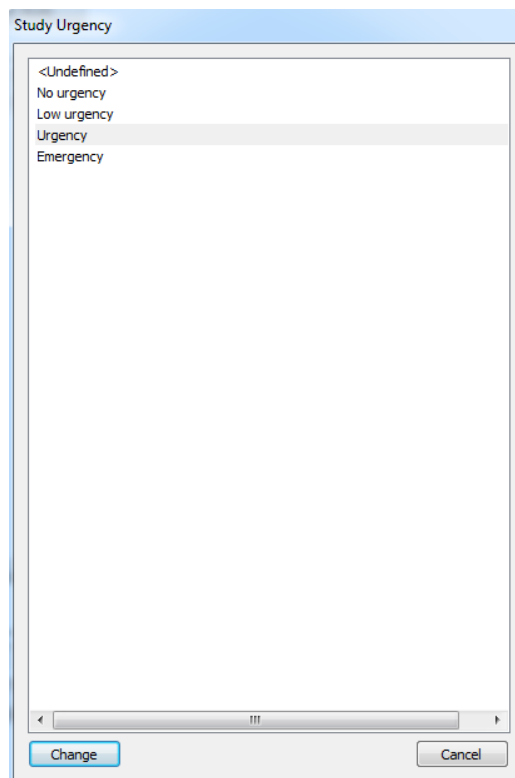 Study Urgency
<Undefined>
No urgency
Low urgency
Urgency
Emergency
Change
Cancel